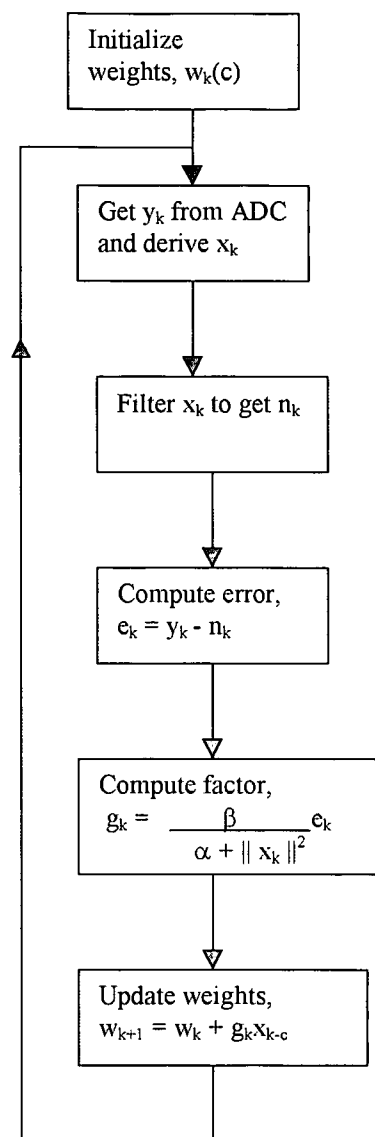 Initialize
weights, wₖ(c)
Get yₖ from ADC
and derive xₖ
Filter xₖ to get nₖ
Compute error,
eₖ = yₖ - nₖ
Compute factor,
gₖ = β / (α + || xₖ ||²) eₖ
Update weights,
wₖ₊₁ = wₖ + gₖxₖ₋c